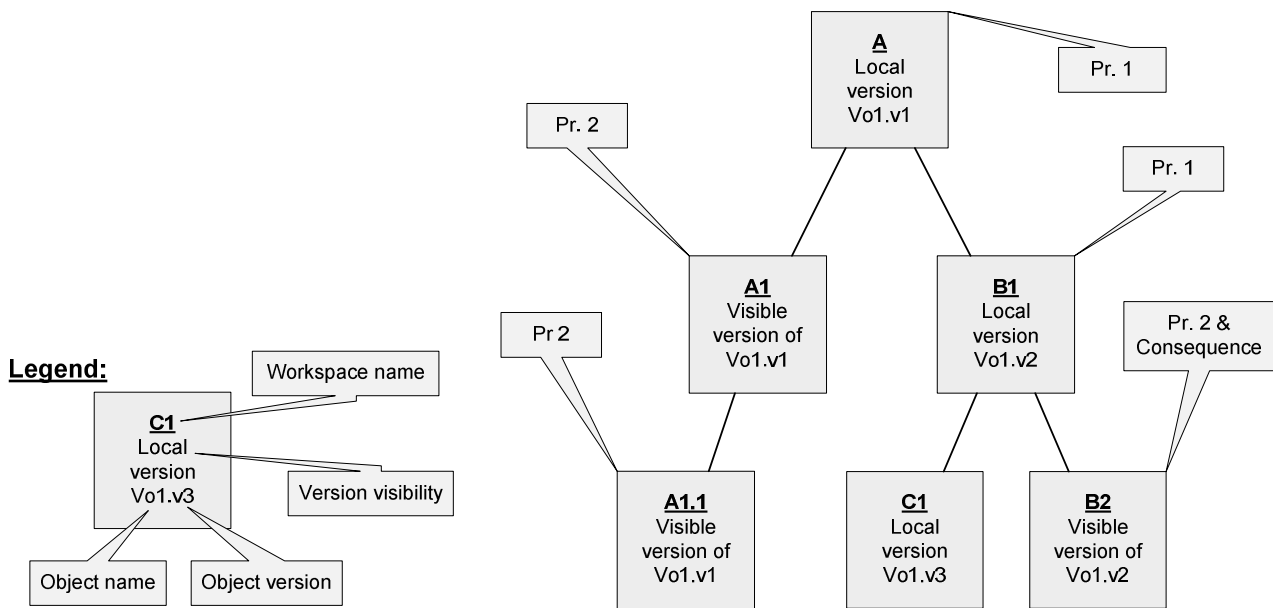 A
Local
version
Vo1.v1
Pr. 1
Pr. 2
Pr. 1
A1
Visible
version of
Vo1.v1
B1
Local
version
Vo1.v2
Pr 2
Pr. 2 &
Consequence
A1.1
Visible
version of
Vo1.v1
C1
Local
version
Vo1.v3
B2
Visible
version of
Vo1.v2
Legend:
Workspace name
C1
Local
version
Vo1.v3
Version visibility
Object name
Object version